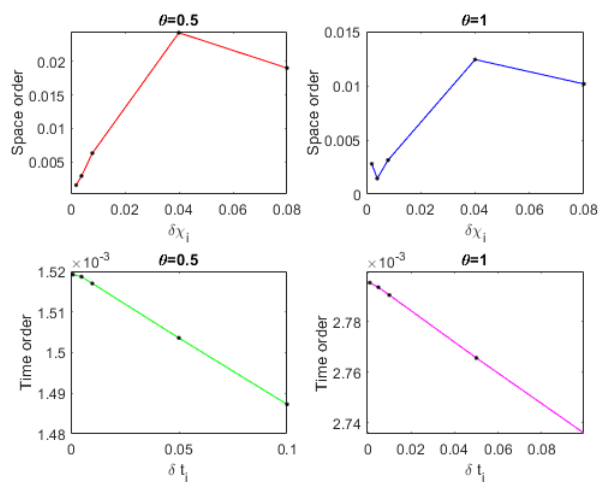 θ=0.5
0.02
0.015
0.01
0.005
0 0.02 0.04 0.06 0.08
Space order
δχi
θ=1
0.015
0.01
0.005
0
0 0.02 0.04 0.06 0.08
Space order
δχi
×10-3
θ=0.5
1.52
1.51
1.5
1.49
1.48
0 0.05 0.1
Time order
δ ti
×10-3
θ=1
2.78
2.76
2.74
0 0.02 0.04 0.06 0.08
Time order
δ ti